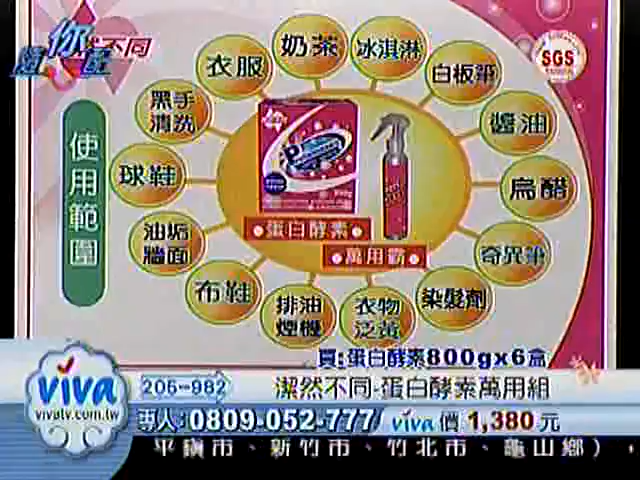 還你
不同
SGS
奶茶
冰淇淋
衣服
白板筆
黑手
清洗
醬油
使用範圍
球鞋
烏醋
蛋白酵素
萬用霸
油垢
牆面
奇異筆
布鞋
排油
煙機
衣物
泛黃
染髮劑
買:蛋白酵素800gx6盒
viva
vivatv.com.tw
205-982
潔然不同-蛋白酵素萬用組
專人:0809-052-777
viva價1,380元
平鎮市、新竹市、竹北市、龜山鄉),